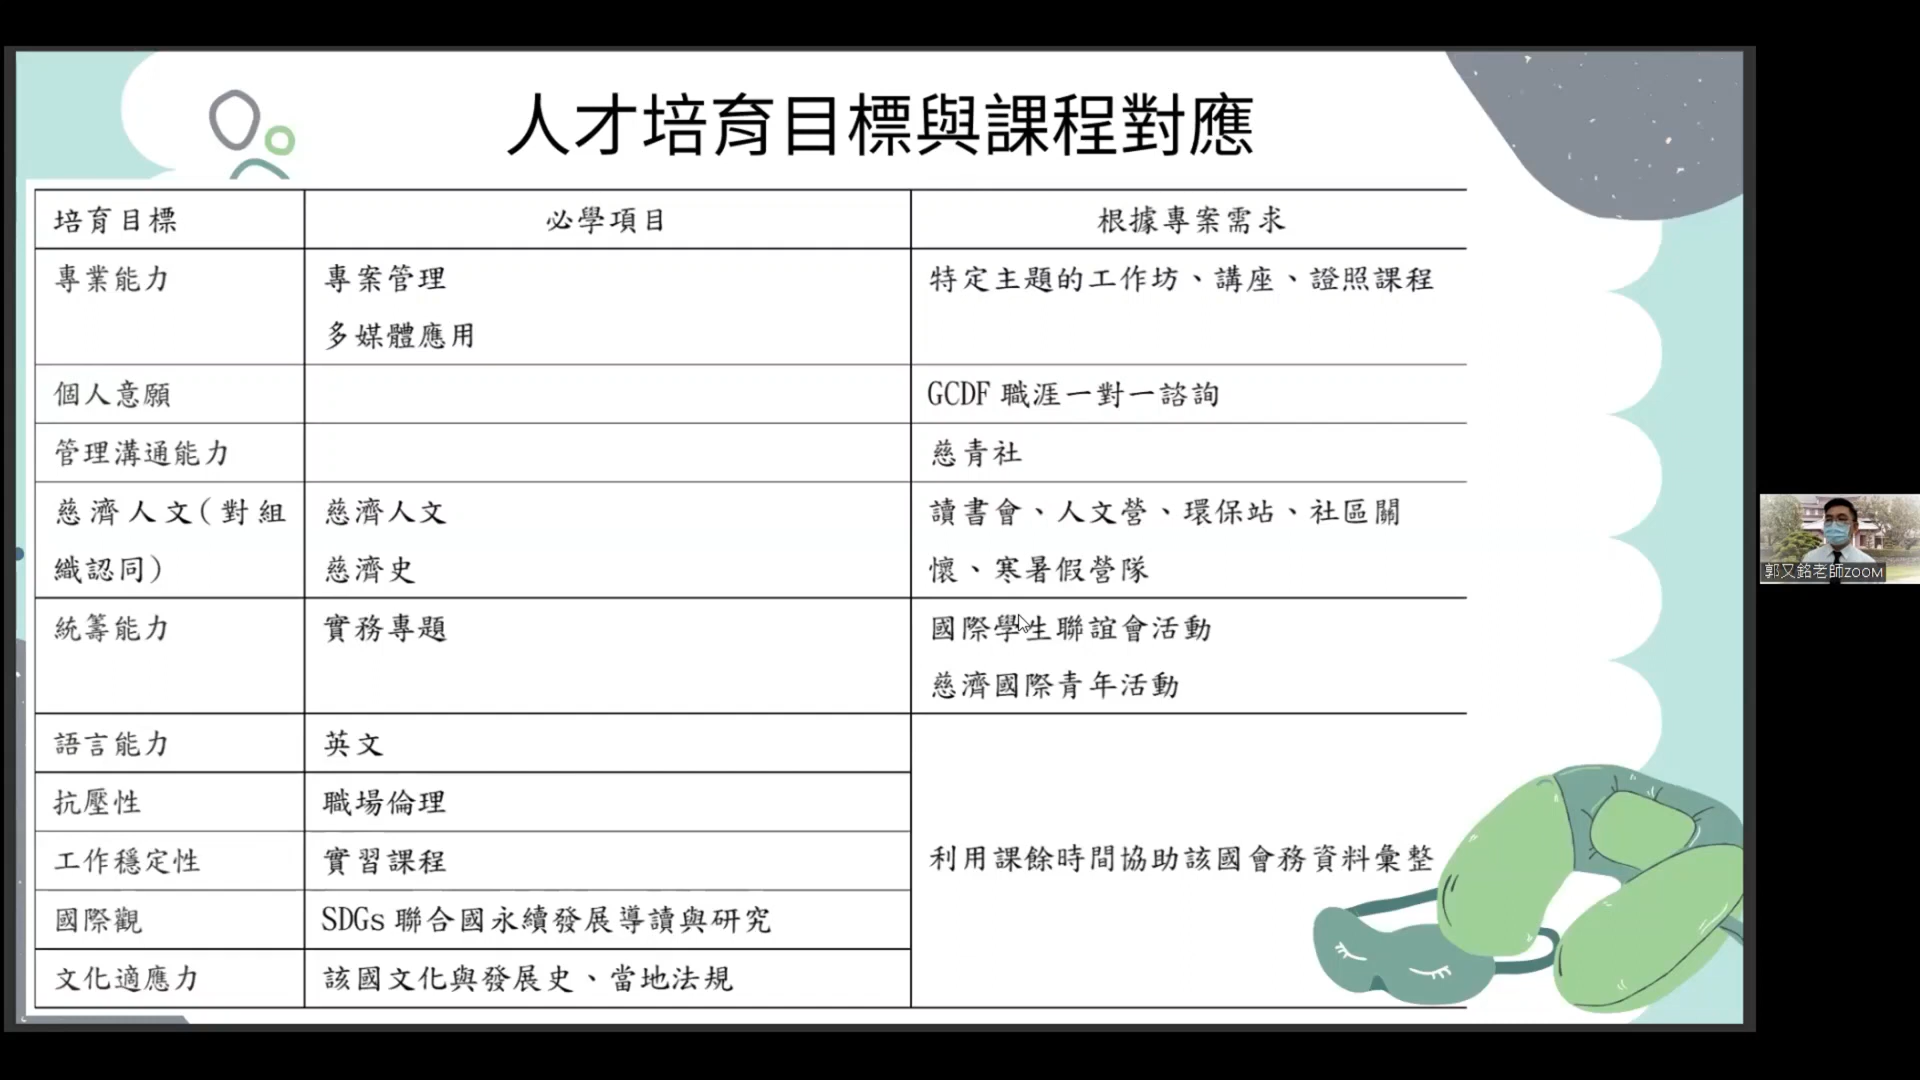 人才培育目標與課程對應
培育目標
必學項目
根據專案需求
專業能力
專案管理
多媒體應用
特定主題的工作坊、講座、證照課程
個人意願
GCDF 職涯一對一諮詢
管理溝通能力
慈青社
慈濟人文(對組
織認同)
慈濟人文
慈濟史
讀書會、人文營、環保站、社區關
懷、寒暑假營隊
統籌能力
實務專題
國際學生聯誼會活動
慈濟國際青年活動
語言能力
英文
抗壓性
職場倫理
工作穩定性
實習課程
利用課餘時間協助該國會務資料彙整
國際觀
SDGs 聯合國永續發展導讀與研究
文化適應力
該國文化與發展史、當地法規
郭又銘老師ZOOM